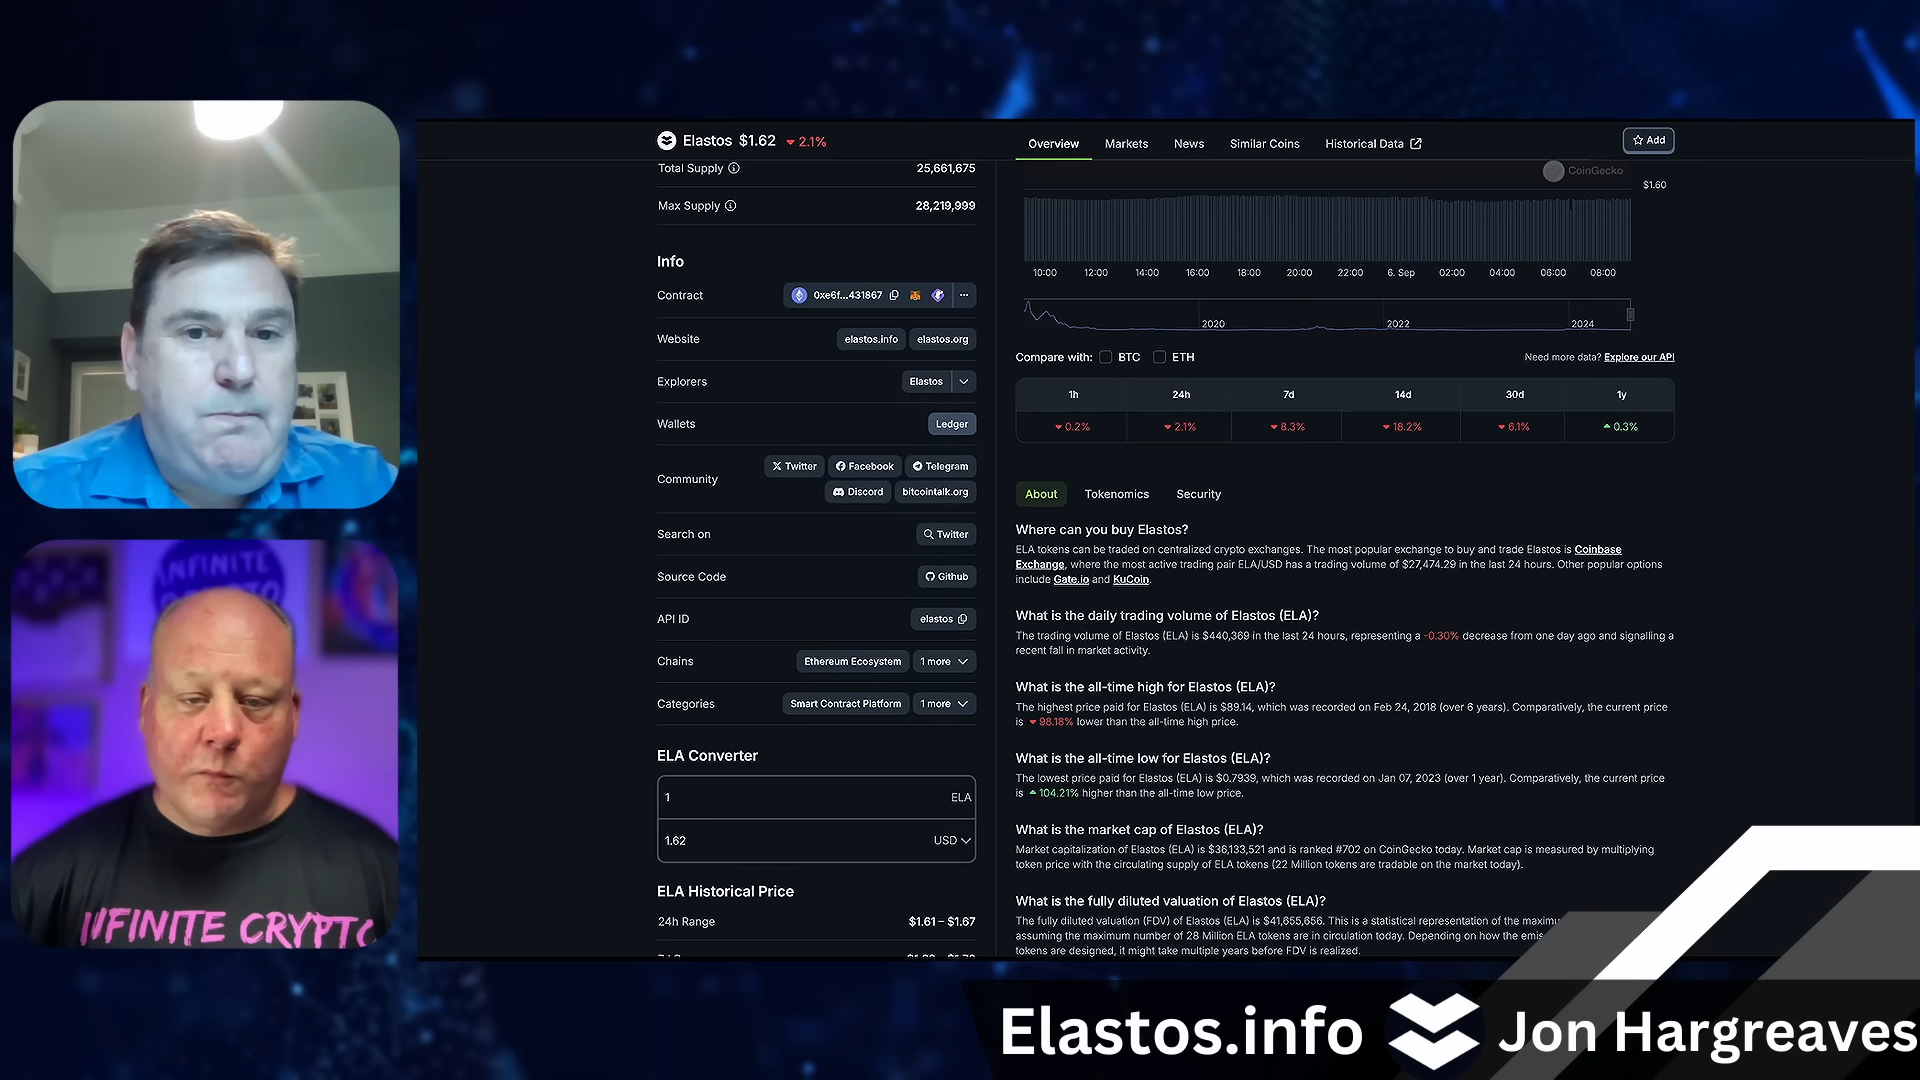 Elastos $1.62 2.1%
Overview Markets News Similar Coins Historical Data
Add
Total Supply 25,661,675
Max Supply 28,219,999
Info
Contract 0xe6f...431867
Website elastos.info elastos.org
Explorers Elastos
Wallets Ledger
Community Twitter Facebook Telegram
Discord bitcointalk.org
Search on Twitter
Source Code Github
API ID elastos
Chains Ethereum Ecosystem 1 more
Categories Smart Contract Platform 1 more
ELA Converter
1 ELA
1.62 USD
ELA Historical Price
24h Range $1.61 – $1.67
CoinGecko
$1.60
10:00 12:00 14:00 16:00 18:00 20:00 22:00 6. Sep 02:00 04:00 06:00 08:00
2020 2022 2024
Compare with: BTC ETH
Need more data? Explore our API
1h 24h 7d 14d 30d 1y
0.2% 2.1% 8.3% 18.2% 6.1% 0.3%
About Tokenomics Security
Where can you buy Elastos?
ELA tokens can be traded on centralized crypto exchanges. The most popular exchange to buy and trade Elastos is Coinbase
Exchange, where the most active trading pair ELA/USD has a trading volume of $27,474.29 in the last 24 hours. Other popular options
include Gate.io and KuCoin.
What is the daily trading volume of Elastos (ELA)?
The trading volume of Elastos (ELA) is $440,369 in the last 24 hours, representing a -0.30% decrease from one day ago and signalling a
recent fall in market activity.
What is the all-time high for Elastos (ELA)?
The highest price paid for Elastos (ELA) is $89.14, which was recorded on Feb 24, 2018 (over 6 years). Comparatively, the current price
is 98.18% lower than the all-time high price.
What is the all-time low for Elastos (ELA)?
The lowest price paid for Elastos (ELA) is $0.7939, which was recorded on Jan 07, 2023 (over 1 year). Comparatively, the current price
is 104.21% higher than the all-time low price.
What is the market cap of Elastos (ELA)?
Market capitalization of Elastos (ELA) is $36,133,521 and is ranked #702 on CoinGecko today. Market cap is measured by multiplying
token price with the circulating supply of ELA tokens (22 Million tokens are tradable on the market today).
What is the fully diluted valuation of Elastos (ELA)?
The fully diluted valuation (FDV) of Elastos (ELA) is $41,655,656. This is a statistical representation of the
assuming the maximum number of 28 Million ELA tokens are in circulation today. Depending on how the
tokens are designed, it might take multiple years before FDV is realized.
INFINITE
CRYPTO
INFINITE CRYPTO
Elastos.info Jon Hargreaves